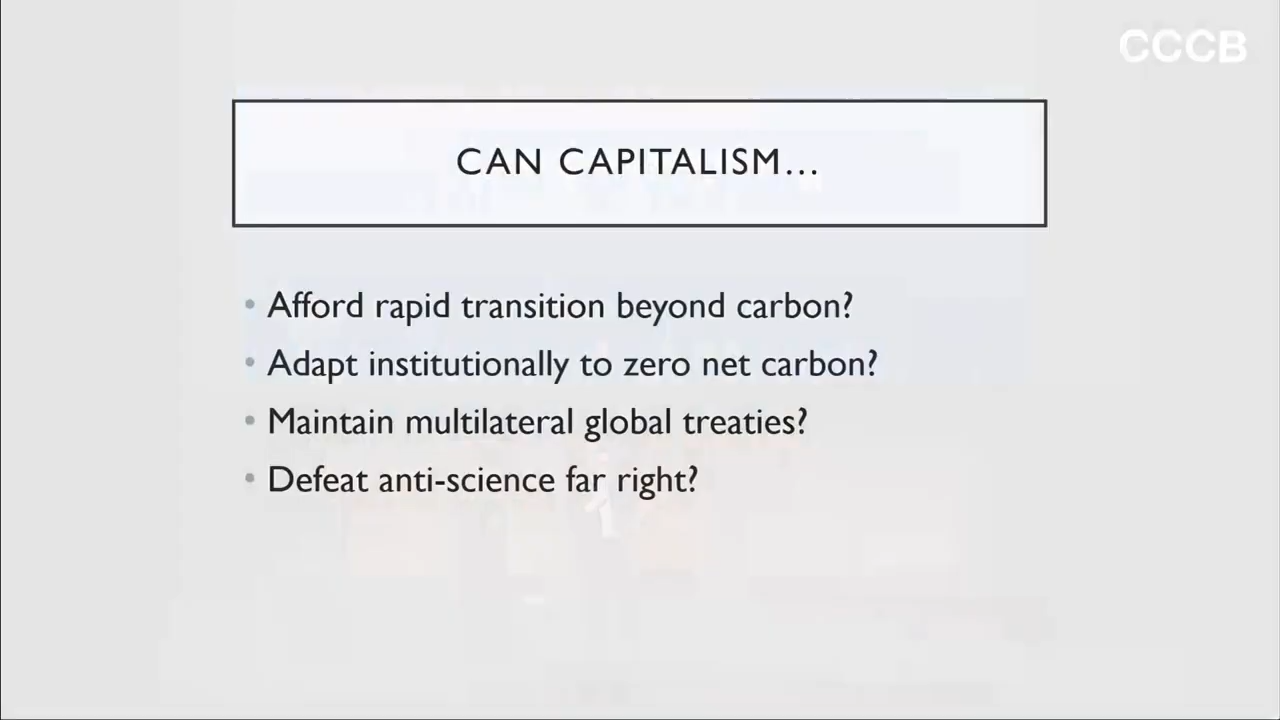 CCCB
CAN CAPITALISM...
• Afford rapid transition beyond carbon?
• Adapt institutionally to zero net carbon?
• Maintain multilateral global treaties?
• Defeat anti-science far right?